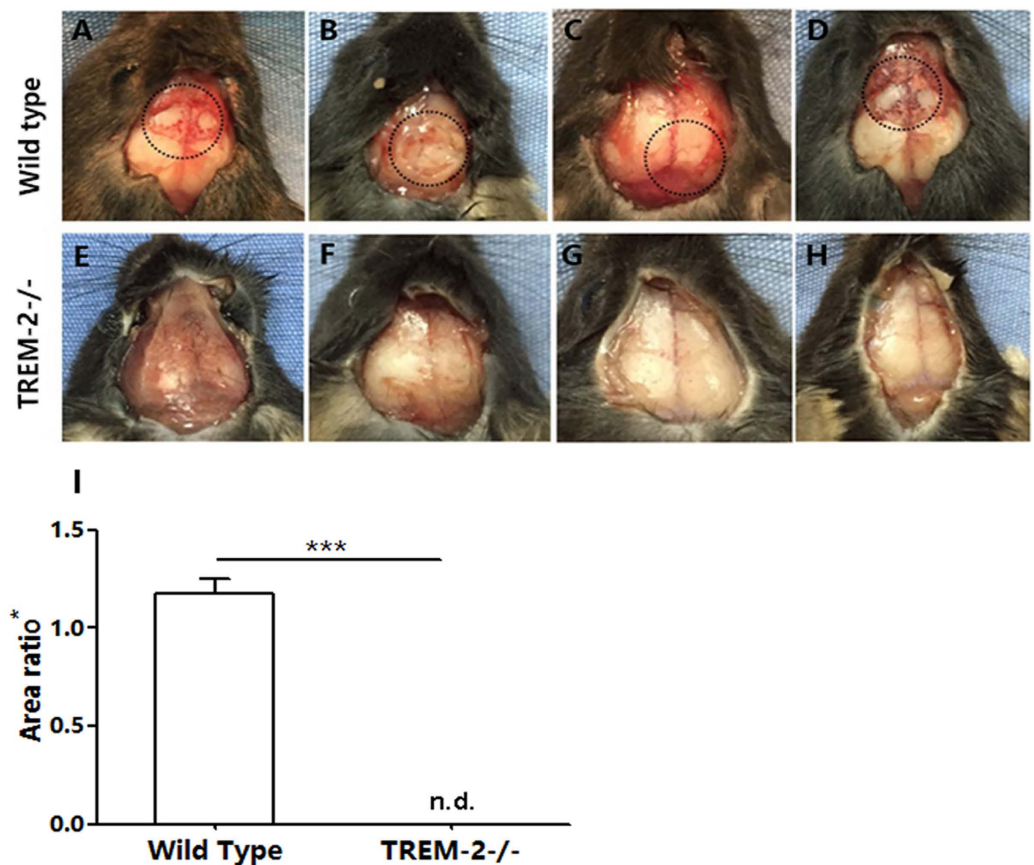 A B C D
Wild type
E F G H
TREM-2-/-
I
1.5
***
1.0
Area ratio*
0.5
n.d.
0.0
Wild Type TREM-2-/-